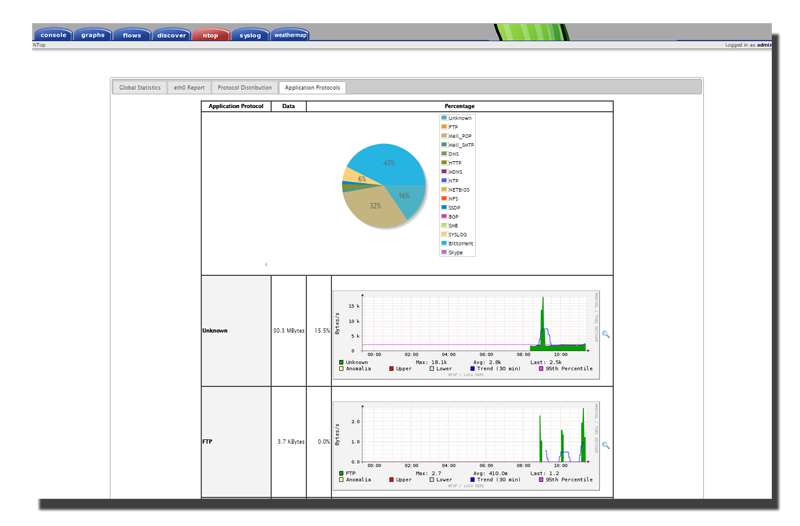 console graphs flows discover ntop syslog weathermap
NTop Logged in as admin
Global Statistics eth0 Report Protocol Distribution Application Protocols
Application Protocol Data Percentage
Unknown
FTP
Mail_POP
Mail_SMTP
DNS
HTTP
MDNS
NTP
NETBIOS
NFS
SSDP
BGP
SMB
SYSLOG
Bittorrent
Skype
43%
6%
16%
32%
Unknown 30.3 MBytes 15.5%
Bytes/s
15 k
10 k
5 k
0
00:00 02:00 04:00 06:00 08:00 10:00
Unknown Max: 18.1k Avg: 2.8k Last: 2.5k
Anomalia Upper Lower Trend (30 min) 95th Percentile
FTP 3.7 KBytes 0.0%
Bytes/s
2.0
1.0
0.0
00:00 02:00 04:00 06:00 08:00 10:00
FTP Max: 2.7 Avg: 410.0m Last: 1.2
Anomalia Upper Lower Trend (30 min) 95th Percentile